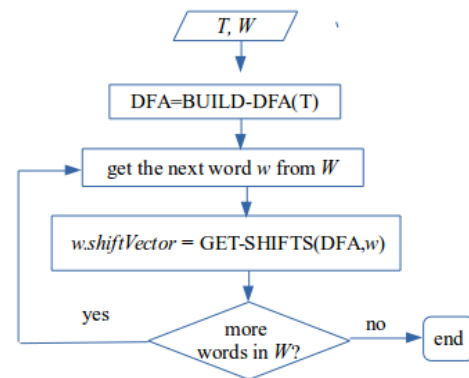 T, W
DFA=BUILD-DFA(T)
get the next word w from W
w.shiftVector = GET-SHIFTS(DFA,w)
yes
more
words in W?
no
end